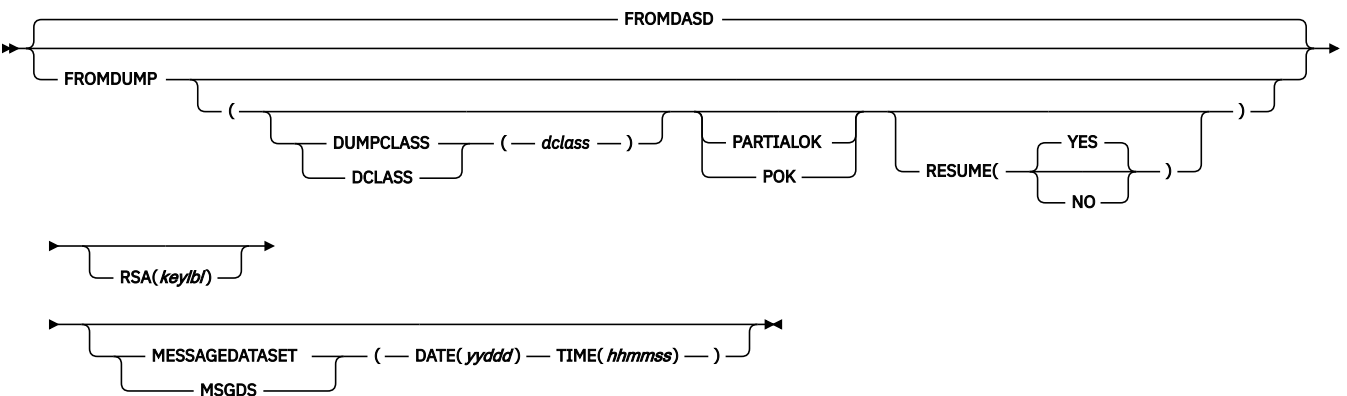 FROMDASD
FROMDUMP
( )
DUMPCLASS ( dclass ) PARTIALOK YES
DCLASS POK RESUME( )
NO
RSA(keylbl)
MESSAGEDATASET ( DATE(yyddd) TIME(hhmmss) )
MSGDS